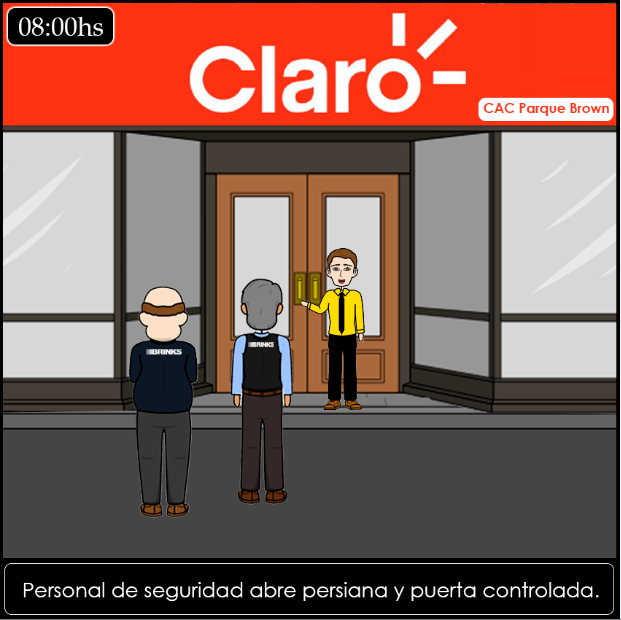 08:00hs
Claro
CAC Parque Brown
BRINKS
BRINKS
Personal de seguridad abre persiana y puerta controlada.